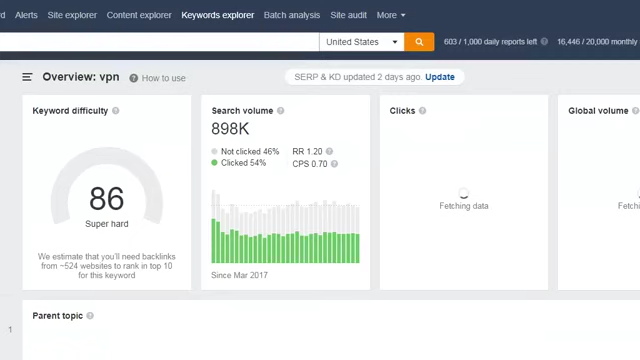 Alerts Site explorer Content explorer Keywords explorer Batch analysis Site audit More
United States 603 / 1,000 daily reports left 16,446 / 20,000 monthly
Overview: vpn ? How to use SERP & KD updated 2 days ago. Update
Keyword difficulty ?
86
Super hard
We estimate that you'll need backlinks
from ~524 websites to rank in top 10
for this keyword
Search volume ?
898K
Not clicked 46% RR 1.20 ?
Clicked 54% CPS 0.70 ?
Since Mar 2017
Clicks ?
Fetching data
Global volume
Parent topic ?
1